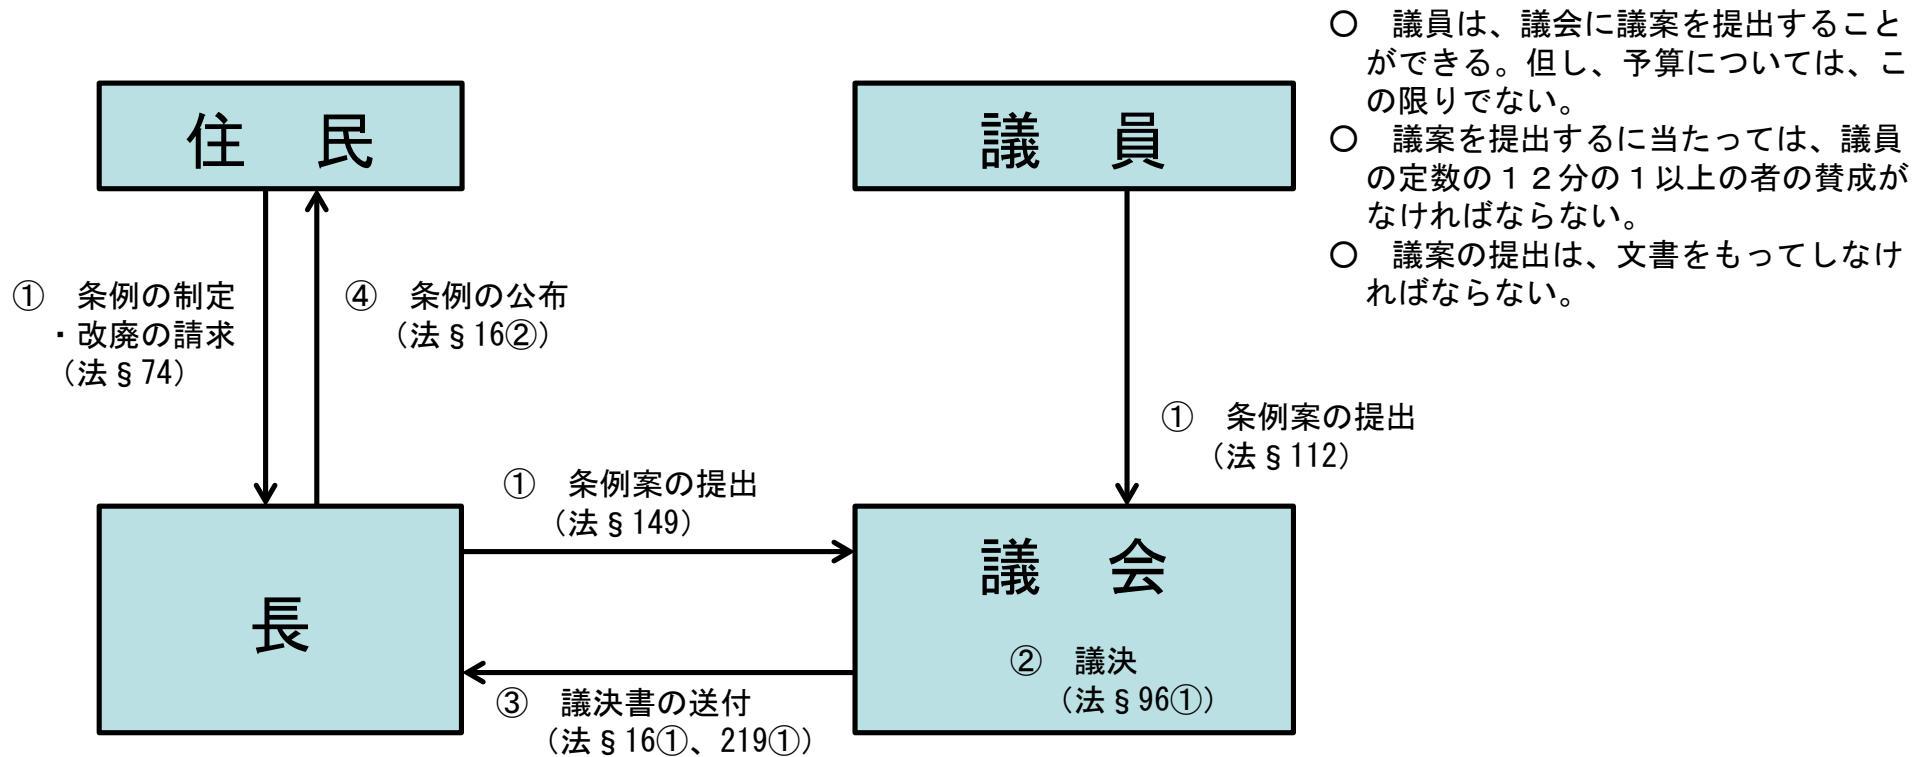 ○　議員は、議会に議案を提出すること
ができる。但し、予算については、こ
の限りでない。
○　議案を提出するに当たっては、議員
の定数の１２分の１以上の者の賛成が
なければならない。
○　議案の提出は、文書をもってしなけ
ればならない。
住　民
議　員
①　条例の制定
・改廃の請求
（法§74）
④　条例の公布
（法§16②）
①　条例案の提出
（法§112）
①　条例案の提出
（法§149）
長
議　会
②　議決
（法§96①）
③　議決書の送付
（法§16①、219①）